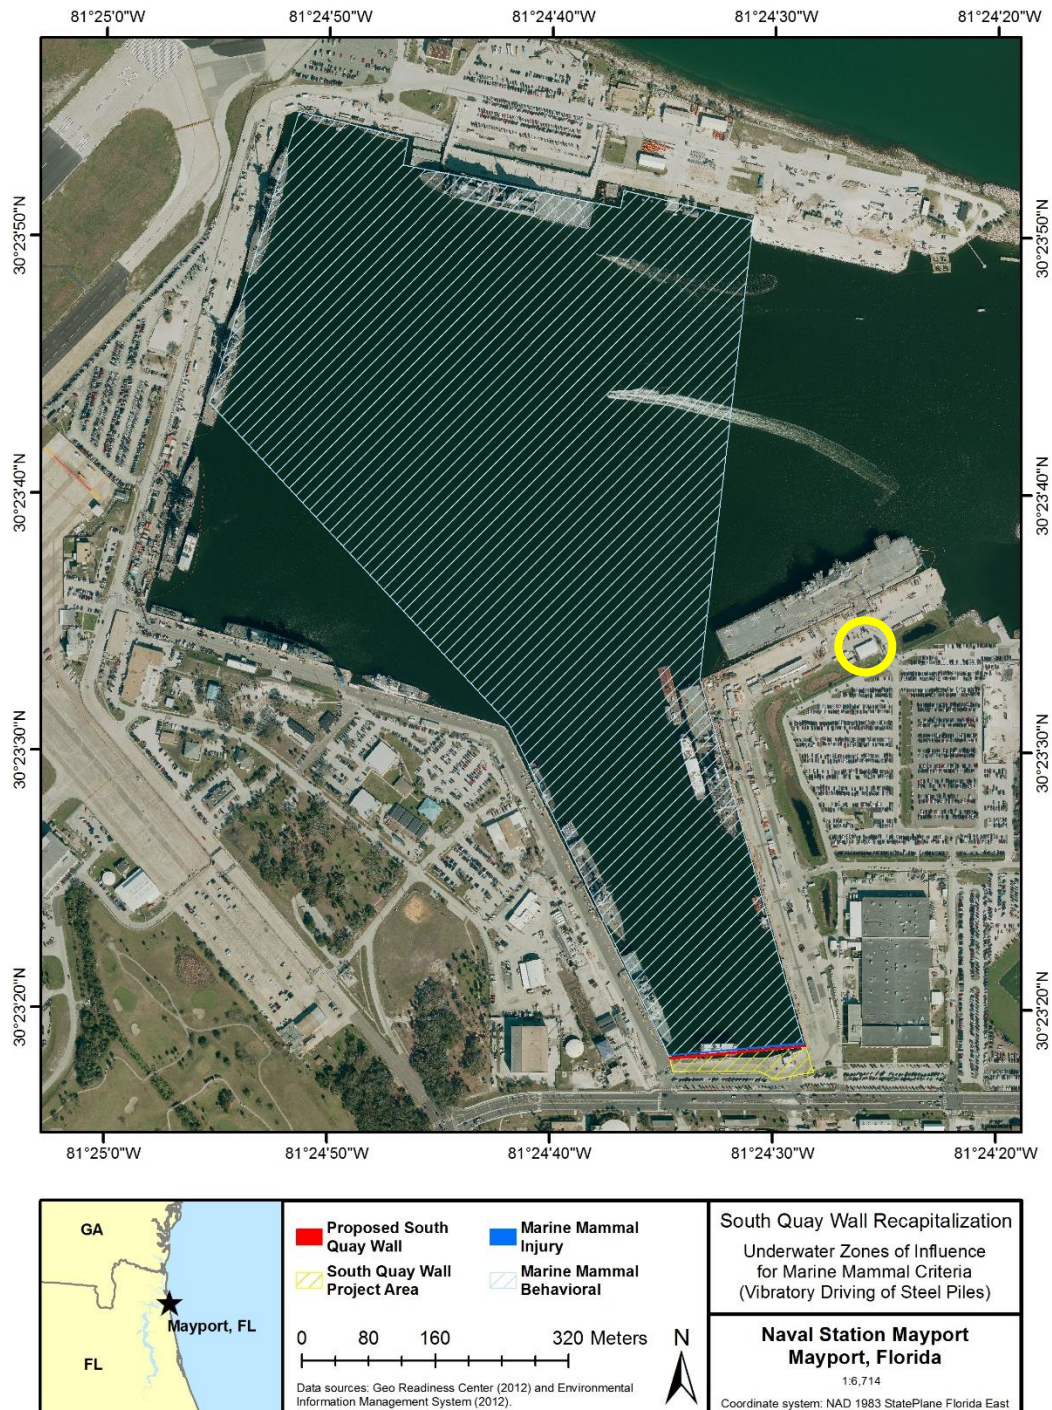 81°25'0"W 81°24'50"W 81°24'40"W 81°24'30"W 81°24'20"W
30°23'50"N
30°23'50"N
30°23'40"N
30°23'40"N
30°23'30"N
30°23'30"N
30°23'20"N
30°23'20"N
81°25'0"W 81°24'50"W 81°24'40"W 81°24'30"W 81°24'20"W
GA
Mayport, FL
FL
Proposed South
Quay Wall
South Quay Wall
Project Area
Marine Mammal
Injury
Marine Mammal
Behavioral
0 80 160 320 Meters
N
Data sources: Geo Readiness Center (2012) and Environmental
Information Management System (2012).
South Quay Wall Recapitalization
Underwater Zones of Influence
for Marine Mammal Criteria
(Vibratory Driving of Steel Piles)
Naval Station Mayport
Mayport, Florida
1:6,714
Coordinate system: NAD 1983 StatePlane Florida East